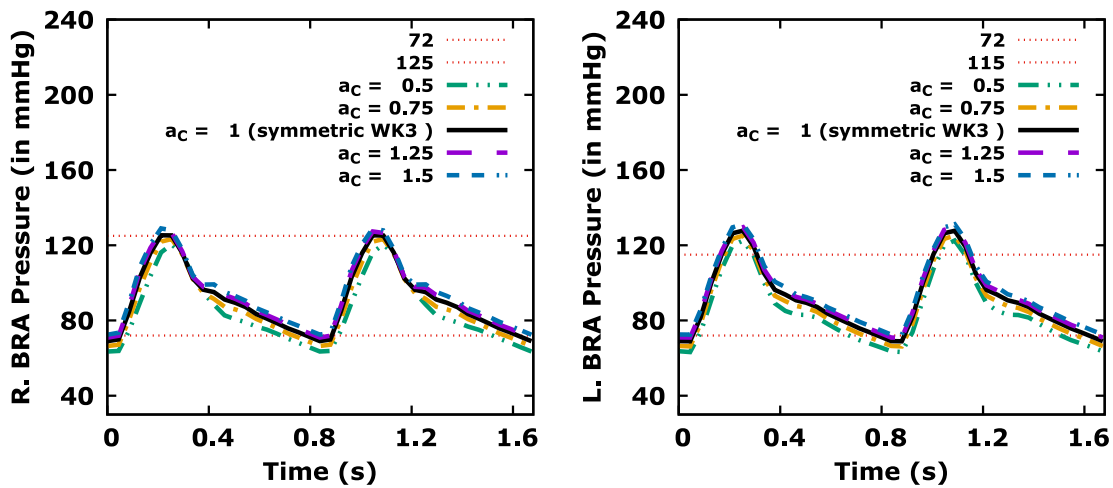 R. BRA Pressure (in mmHg)
240
200
160
120
80
40
72
125
a_C = 0.5
a_C = 0.75
a_C = 1 (symmetric WK3 )
a_C = 1.25
a_C = 1.5
0 0.4 0.8 1.2 1.6
Time (s)
L. BRA Pressure (in mmHg)
240
200
160
120
80
40
72
115
a_C = 0.5
a_C = 0.75
a_C = 1 (symmetric WK3 )
a_C = 1.25
a_C = 1.5
0 0.4 0.8 1.2 1.6
Time (s)